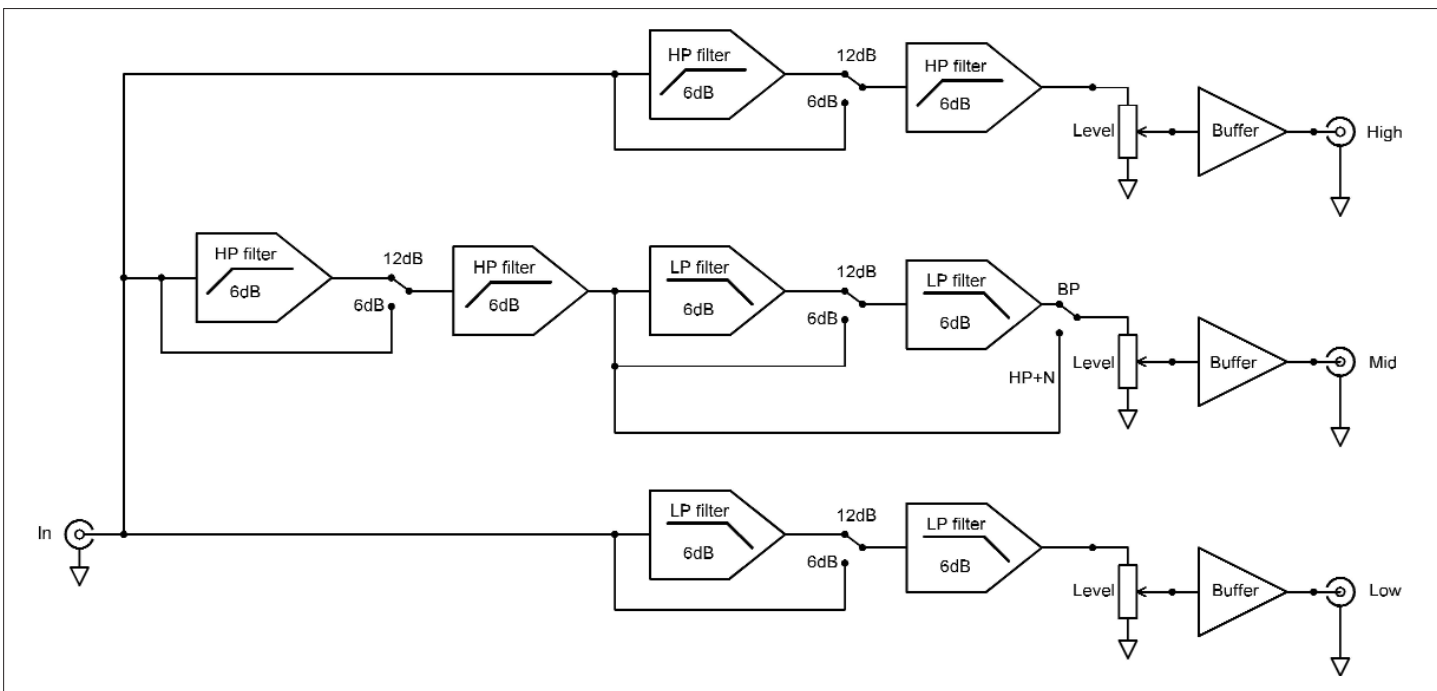 HP filter
6dB
12dB
6dB
HP filter
6dB
Level
Buffer
High
HP filter
6dB
12dB
6dB
HP filter
6dB
LP filter
6dB
12dB
6dB
LP filter
6dB
BP
HP+N
Level
Buffer
Mid
In
LP filter
6dB
12dB
6dB
LP filter
6dB
Level
Buffer
Low